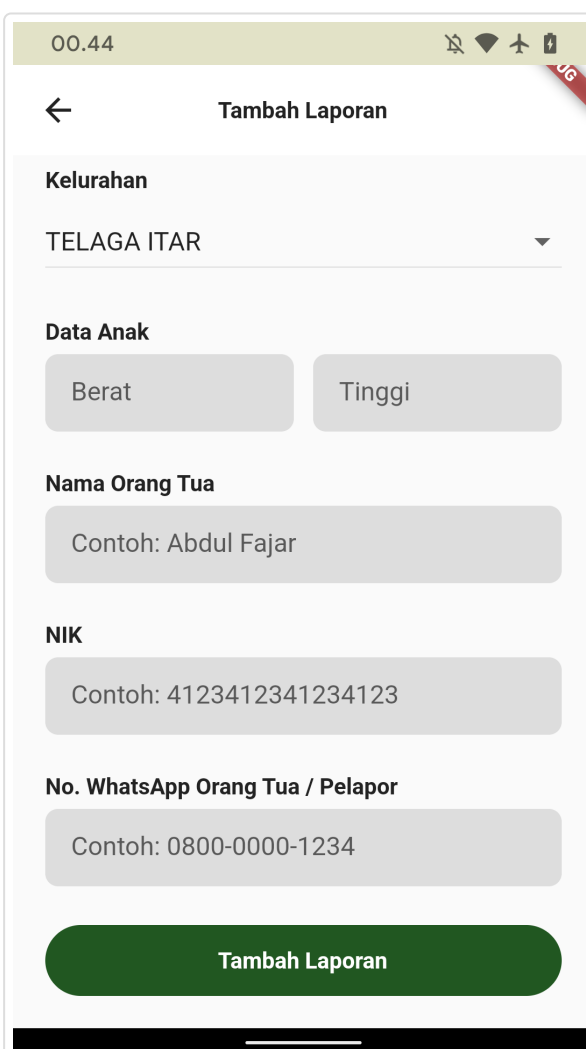 00.44
UG
Tambah Laporan
Kelurahan
TELAGA ITAR
Data Anak
Berat Tinggi
Nama Orang Tua
Contoh: Abdul Fajar
NIK
Contoh: 4123412341234123
No. WhatsApp Orang Tua / Pelapor
Contoh: 0800-0000-1234
Tambah Laporan